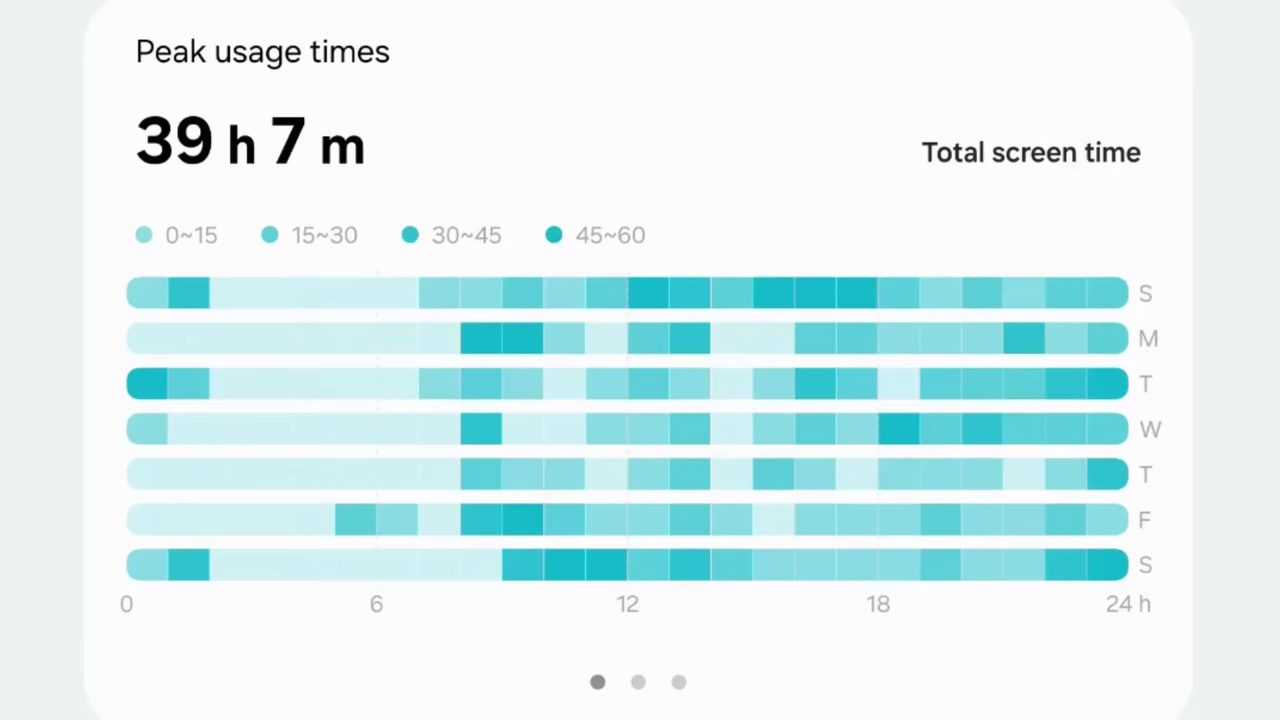 Peak usage times
39 h 7 m
Total screen time
0~15 15~30 30~45 45~60
S
M
T
W
T
F
S
0 6 12 18 24 h